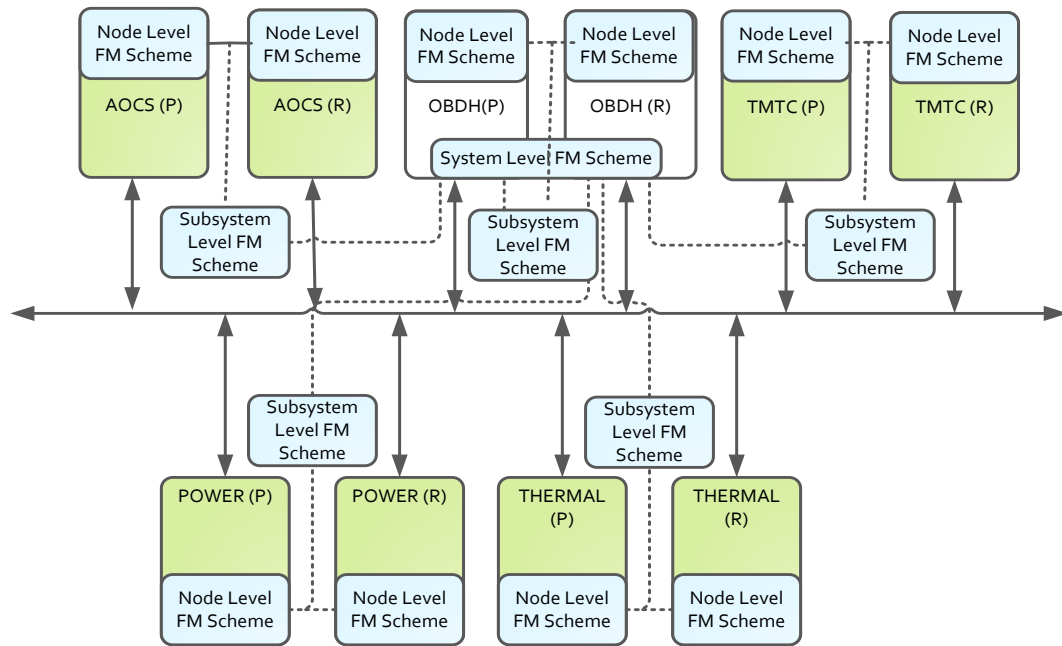 Node Level
FM Scheme
AOCS (P)
Node Level
FM Scheme
AOCS (R)
Node Level
FM Scheme
OBDH(P)
Node Level
FM Scheme
OBDH (R)
Node Level
FM Scheme
TMTC (P)
Node Level
FM Scheme
TMTC (R)
System Level FM Scheme
Subsystem
Level FM
Scheme
Subsystem
Level FM
Scheme
Subsystem
Level FM
Scheme
Subsystem
Level FM
Scheme
Subsystem
Level FM
Scheme
POWER (P)
Node Level
FM Scheme
POWER (R)
Node Level
FM Scheme
THERMAL
(P)
Node Level
FM Scheme
THERMAL
(R)
Node Level
FM Scheme